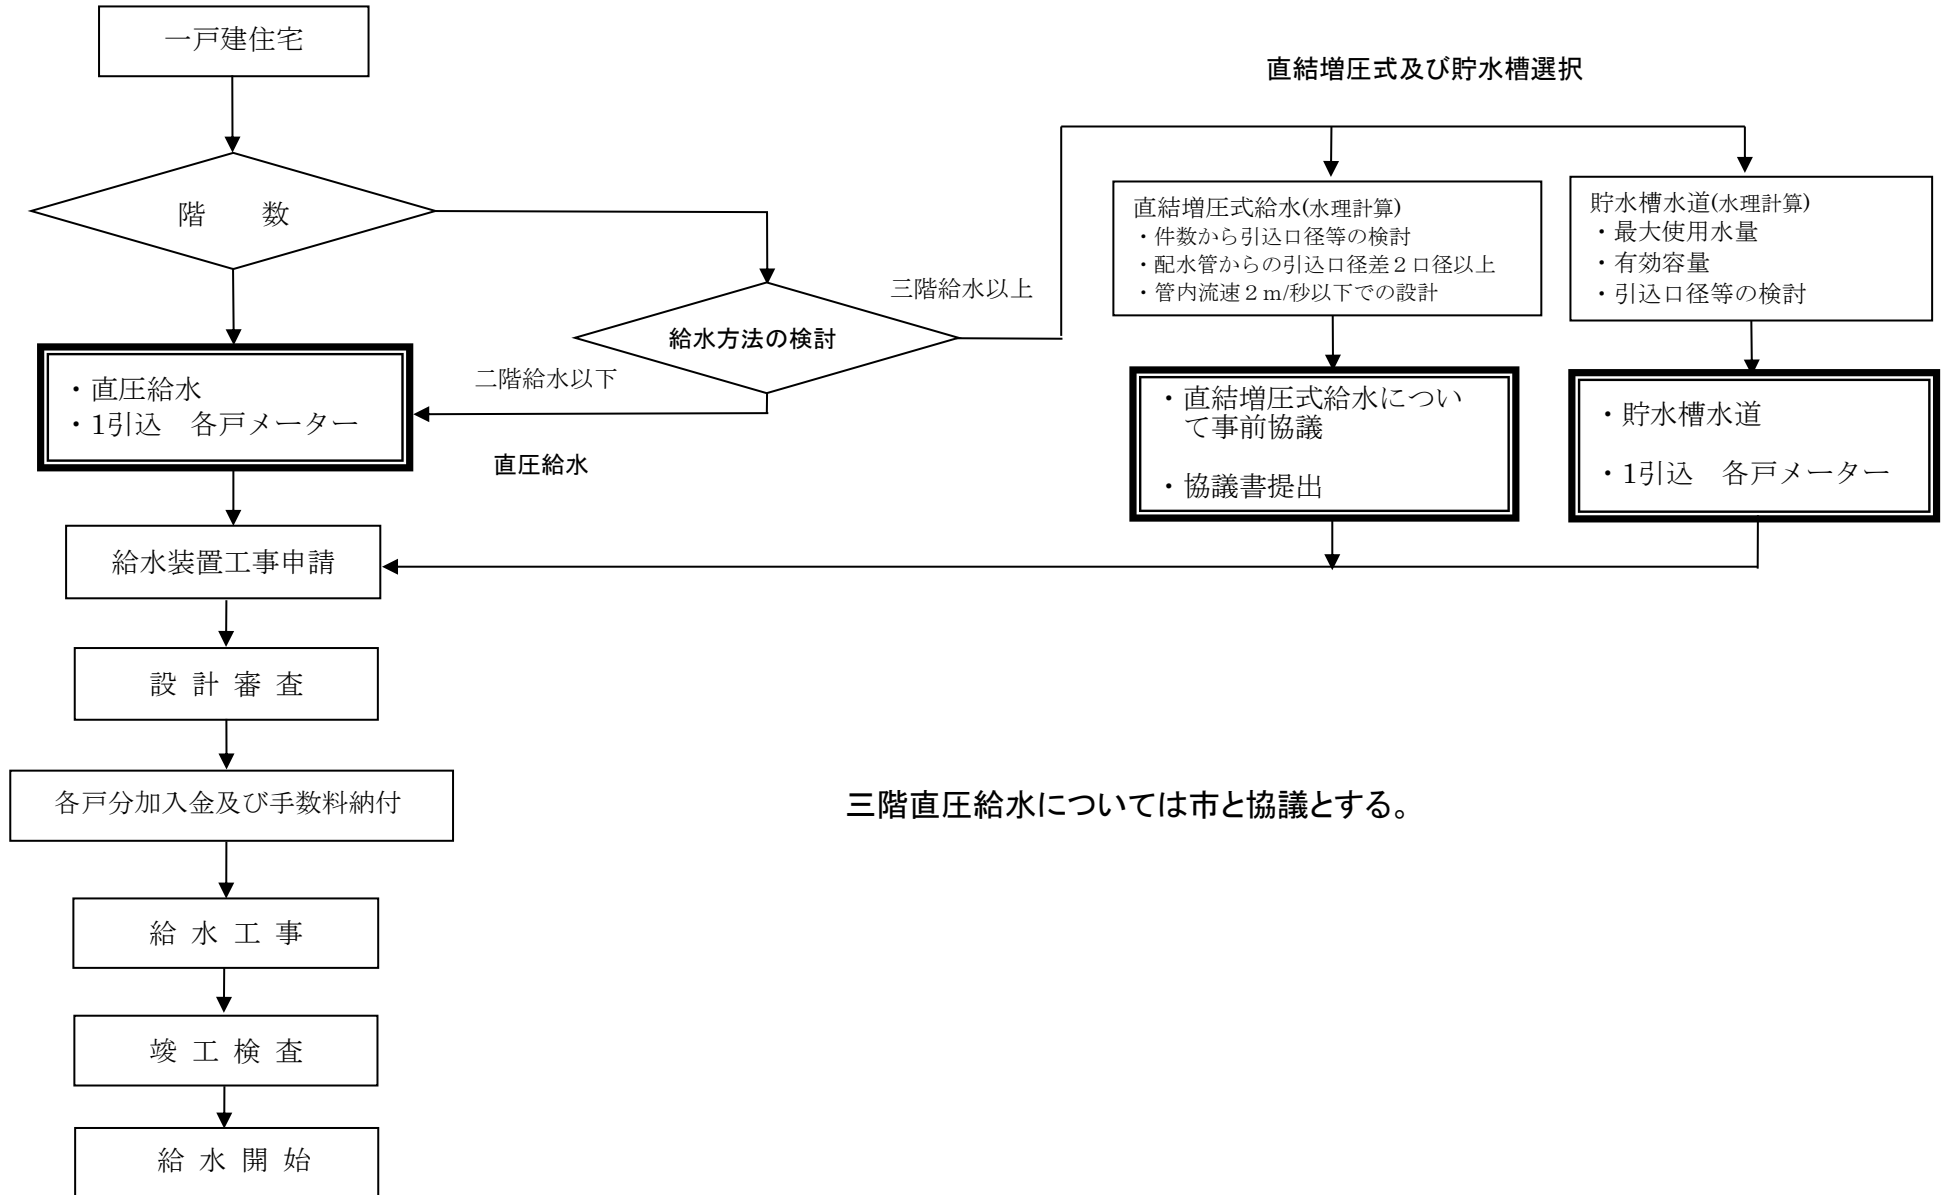 一戸建住宅
直結増圧式及び貯水槽選択
階　　数
直結増圧式給水(水理計算)
・件数から引込口径等の検討
・配水管からの引込口径差２口径以上
・管内流速２ｍ/秒以下での設計
貯水槽水道(水理計算)
・最大使用水量
・有効容量
・引込口径等の検討
三階給水以上
給水方法の検討
二階給水以下
・直圧給水
・1引込　各戸メーター
直圧給水
・直結増圧式給水につい
て事前協議
・協議書提出
・貯水槽水道
・1引込　各戸メーター
給水装置工事申請
設 計 審 査
各戸分加入金及び手数料納付
三階直圧給水については市と協議とする。
給 水 工 事
竣 工 検 査
給 水 開 始